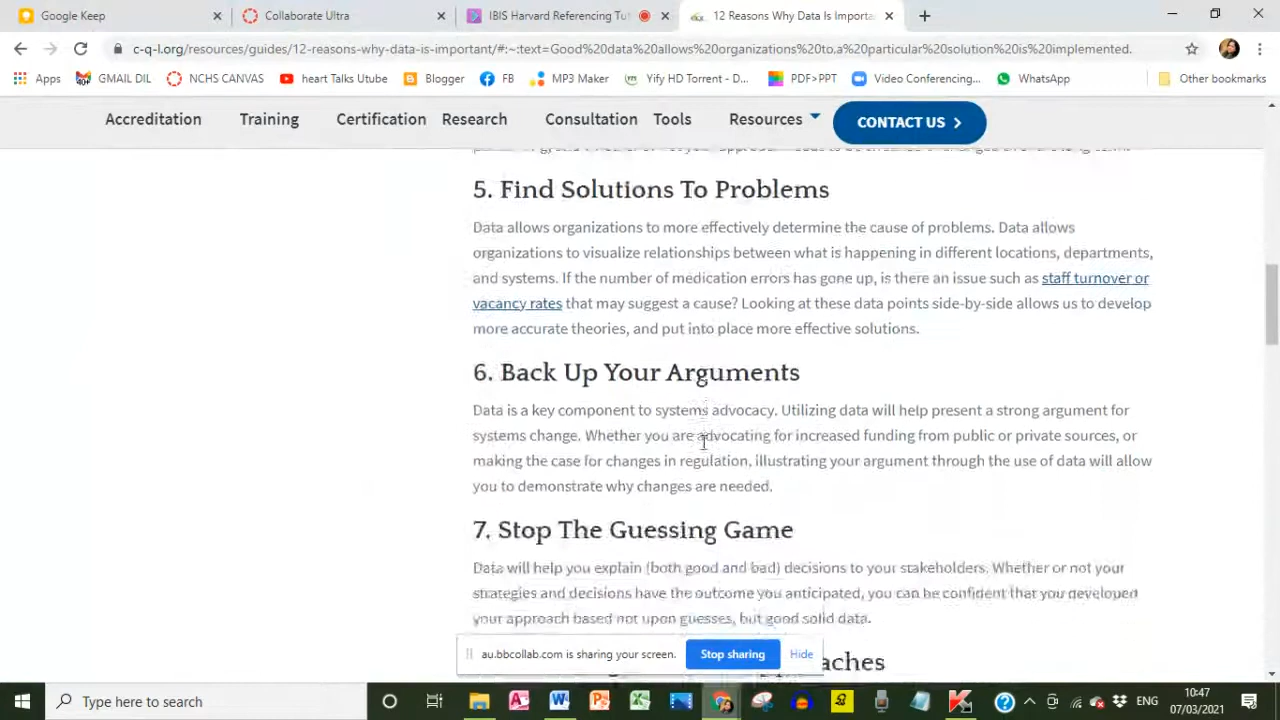 Google Keep
Collaborate Ultra
IBIS Harvard Referencing Tu
12 Reasons Why Data Is Importa
c-q-l.org/resources/guides/12-reasons-why-data-is-important/#:~:text=Good%20data%20allows%20organizations%20to,a%20particular%20solution%20is%20implemented.
Apps GMAIL DIL NCHS CANVAS heart Talks Utube Blogger FB MP3 Maker Yify HD Torrent - D... PDF>PPT Video Conferencing... WhatsApp Other bookmarks
Accreditation Training Certification Research Consultation Tools Resources CONTACT US
5. Find Solutions To Problems
Data allows organizations to more effectively determine the cause of problems. Data allows
organizations to visualize relationships between what is happening in different locations, departments,
and systems. If the number of medication errors has gone up, is there an issue such as staff turnover or
vacancy rates that may suggest a cause? Looking at these data points side-by-side allows us to develop
more accurate theories, and put into place more effective solutions.
6. Back Up Your Arguments
Data is a key component to systems advocacy. Utilizing data will help present a strong argument for
systems change. Whether you are advocating for increased funding from public or private sources, or
making the case for changes in regulation, illustrating your argument through the use of data will allow
you to demonstrate why changes are needed.
7. Stop The Guessing Game
Data will help you explain (both good and bad) decisions to your stakeholders. Whether or not your
strategies and decisions have the outcome you anticipated, you can be confident that you developed
your approach based not upon guesses, but good solid data.
au.bbcollab.com is sharing your screen. Stop sharing Hide
aches
Type here to search
ENG
10:47
07/03/2021